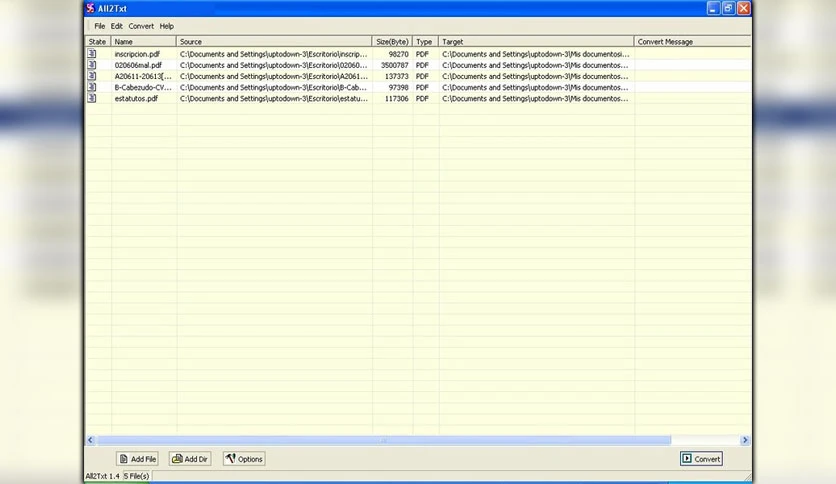 All2Txt
File Edit Convert Help
State Name Source Size(Byte) Type Target Convert Message
inscripcion.pdf C:\Documents and Settings\uptodown-3\Escritorio\inscrip... 98270 PDF C:\Documents and Settings\uptodown-3\Mis documentosi...
020606mal.pdf C:\Documents and Settings\uptodown-3\Escritorio\02060... 3500787 PDF C:\Documents and Settings\uptodown-3\Mis documentos...
A20611-20613[... C:\Documents and Settings\uptodown-3\Escritorio\A2061... 137373 PDF C:\Documents and Settings\uptodown-3\Mis documentos...
B-Cabezudo-CV... C:\Documents and Settings\uptodown-3\Escritorio\B-Cab... 97398 PDF C:\Documents and Settings\uptodown-3\Mis documentos...
estatutos.pdf C:\Documents and Settings\uptodown-3\Escritorio\estatu... 117306 PDF C:\Documents and Settings\uptodown-3\Mis documentos...
Add File Add Dir Options Convert
All2Txt 1.4 5 File(s)